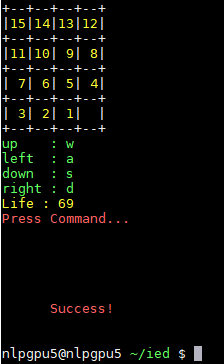 +--+--+--+--+
|15|14|13|12|
+--+--+--+--+
|11|10| 9| 8|
+--+--+--+--+
| 7| 6| 5| 4|
+--+--+--+--+
| 3| 2| 1|  |
+--+--+--+--+
up    : w
left  : a
down  : s
right : d
Life : 69
Press Command...
Success!
nlpgpu5@nlpgpu5 ~/ied $